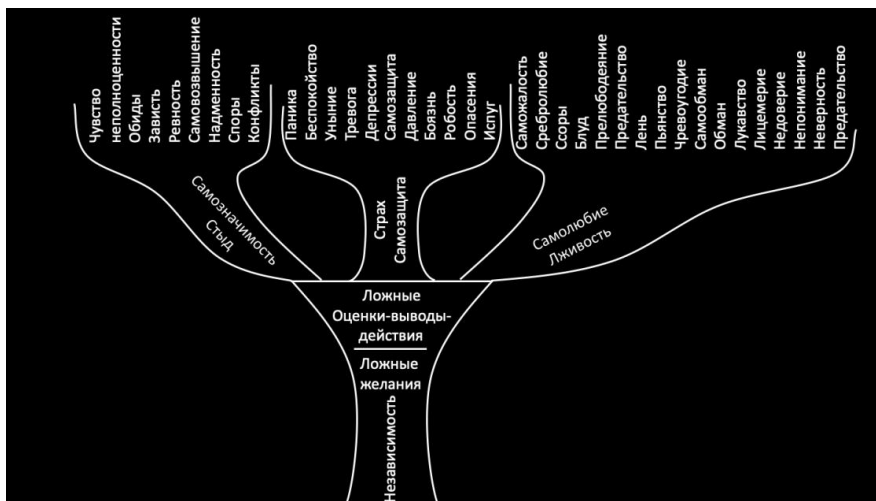 Чувство
неполноценности
Обиды
Зависть
Ревность
Самовозвышение
Надменность
Споры
Конфликты
Паника
Беспокойство
Уныние
Тревога
Депрессии
Самозащита
Давление
Боязнь
Робость
Опасения
Испуг
Саможалость
Сребролюбие
Ссоры
Блуд
Прелюбодеяние
Предательство
Лень
Пьянство
Чревоугодие
Самообман
Обман
Лукавство
Лицемерие
Недоверие
Непонимание
Неверность
Предательство
Самозначимость
Стыд
Страх
Самозащита
Самолюбие
Лживость
Ложные
Оценки-выводы-
действия
Ложные
желания
Независимость